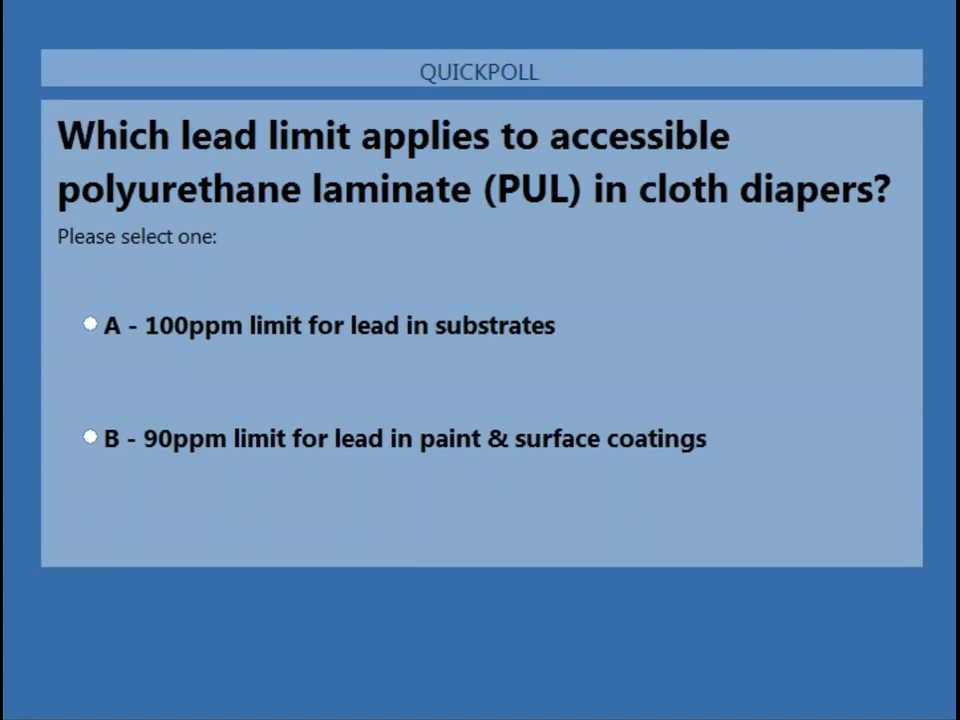 QUICKPOLL
Which lead limit applies to accessible
polyurethane laminate (PUL) in cloth diapers?
Please select one:
A - 100ppm limit for lead in substrates
B - 90ppm limit for lead in paint & surface coatings